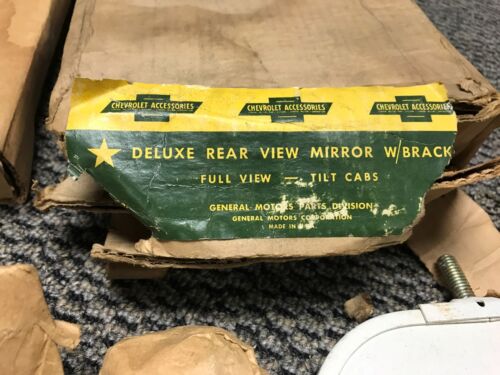 CHEVROLET ACCESSORIES CHEVROLET ACCESSORIES CHEVROLET ACCESSORIES
DELUXE REAR VIEW MIRROR W/BRACK
FULL VIEW — TILT CABS
GENERAL MOTORS PARTS DIVISION
GENERAL MOTORS CORPORATION
MADE IN U.S.A.